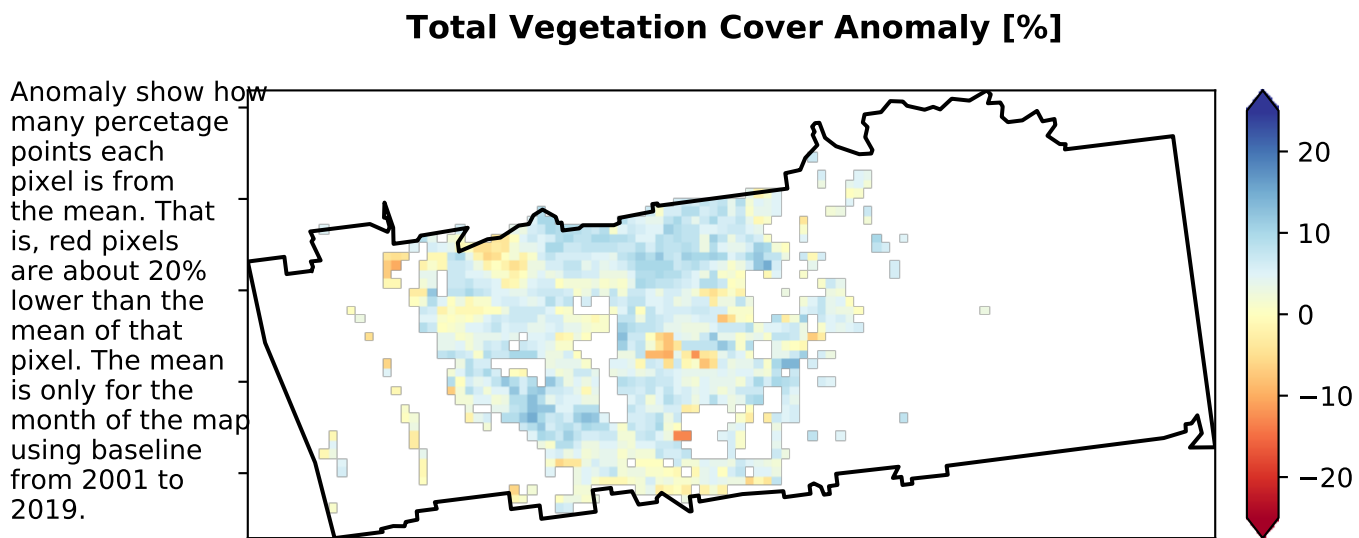 Total Vegetation Cover Anomaly [%]
Anomaly show how
many percetage
points each
pixel is from
the mean. That
is, red pixels
are about 20%
lower than the
mean of that
pixel. The mean
is only for the
month of the map
using baseline
from 2001 to
2019.
20
10
0
−10
−20